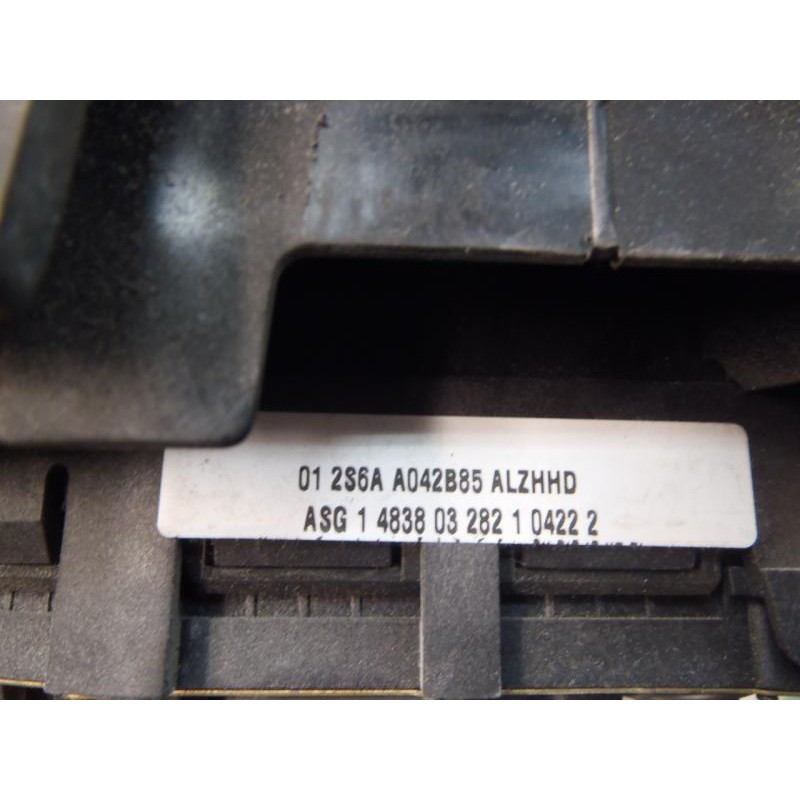 01 2S6A A042B85 ALZHHD
ASG 1 4838 03 282 1 0422 2